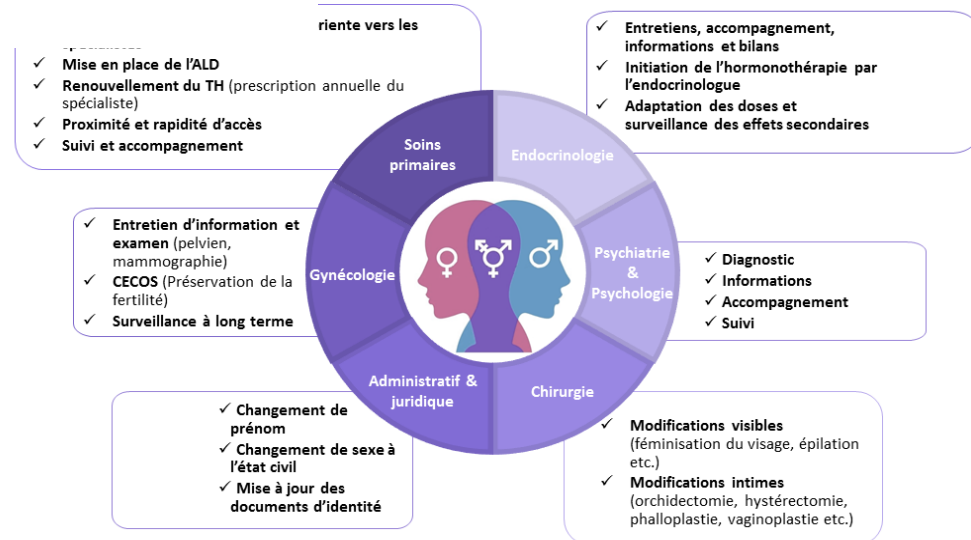 riente vers les
✓ Mise en place de l’ALD
✓ Renouvellement du TH (prescription annuelle du
spécialiste)
✓ Proximité et rapidité d’accès
✓ Suivi et accompagnement
✓ Entretiens, accompagnement,
informations et bilans
✓ Initiation de l’hormonothérapie par
l’endocrinologue
✓ Adaptation des doses et
surveillance des effets secondaires
Soins
primaires
Endocrinologie
✓ Entretien d’information et
examen (pelvien,
mammographie)
✓ CECOS (Préservation de la
fertilité)
✓ Surveillance à long terme
Gynécologie
Psychiatrie
&
Psychologie
✓ Diagnostic
✓ Informations
✓ Accompagnement
✓ Suivi
Administratif &
juridique
Chirurgie
✓ Changement de
prénom
✓ Changement de sexe à
l’état civil
✓ Mise à jour des
documents d’identité
✓ Modifications visibles
(féminisation du visage, épilation
etc.)
✓ Modifications intimes
(orchidectomie, hystérectomie,
phalloplastie, vaginoplastie etc.)